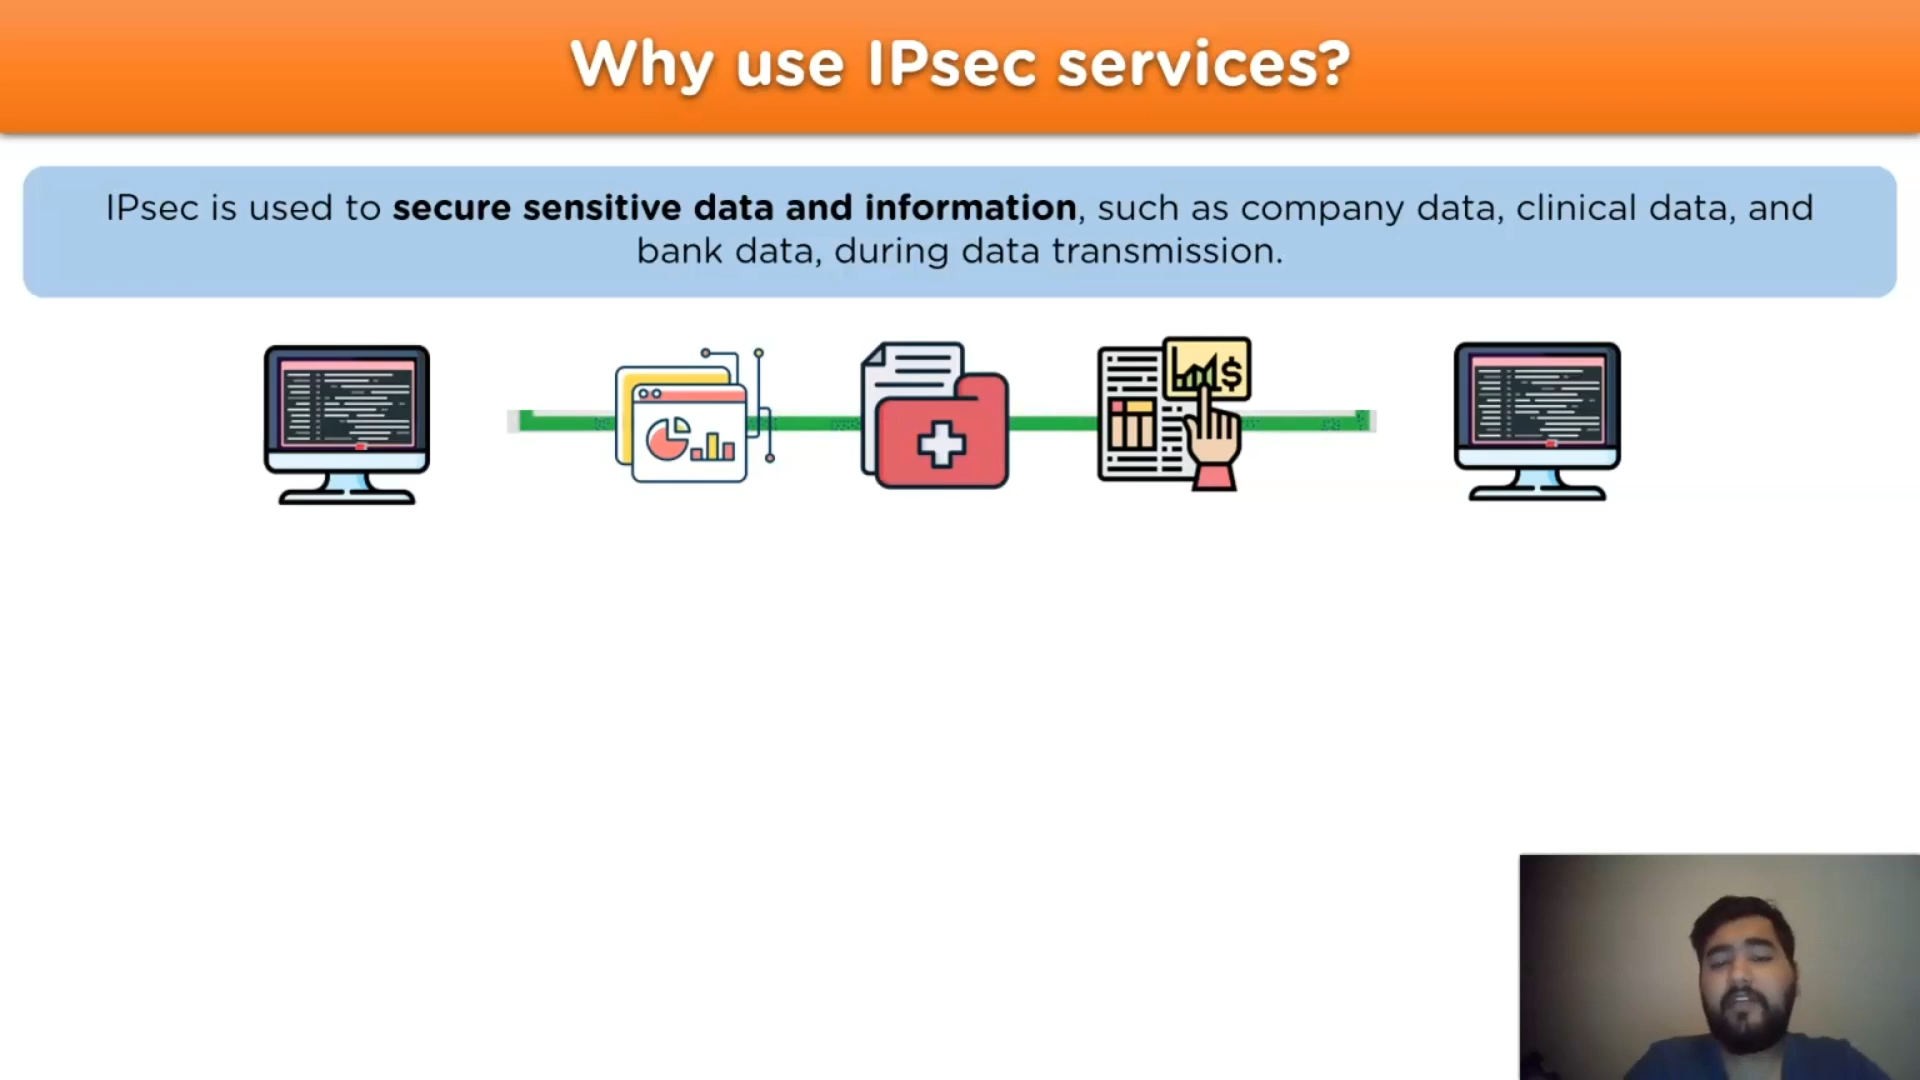 Why use IPsec services?
IPsec is used to secure sensitive data and information, such as company data, clinical data, and
bank data, during data transmission.
$